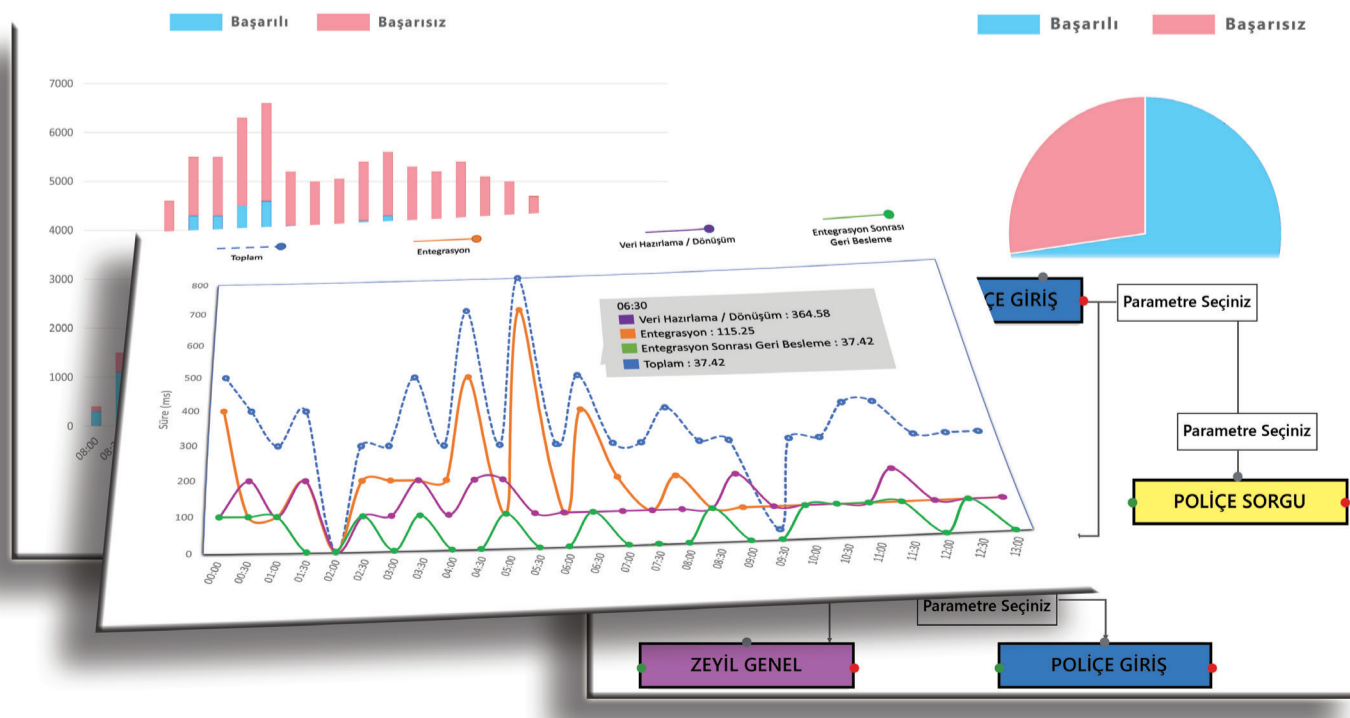 Başarılı
Başarısız
7000
6000
5000
4000
3000
2000
1000
0
08:00
Başarılı
Başarısız
Toplam
Entegrasyon
Veri Hazırlama / Dönüşüm
Entegrasyon Sonrası
Geri Besleme
Süre (ms)
800
700
600
500
400
300
200
100
0
06:30
Veri Hazırlama / Dönüşüm : 364.58
Entegrasyon : 115.25
Entegrasyon Sonrası Geri Besleme : 37.42
Toplam : 37.42
00:00
00:30
01:00
01:30
02:00
02:30
03:00
03:30
04:00
04:30
05:00
05:30
06:00
06:30
07:00
07:30
08:00
08:30
09:00
09:30
10:00
10:30
11:00
11:30
12:00
12:30
13:00
ÇE GİRİŞ
Parametre Seçiniz
Parametre Seçiniz
POLİÇE SORGU
Parametre Seçiniz
ZEYİL GENEL
POLİÇE GİRİŞ